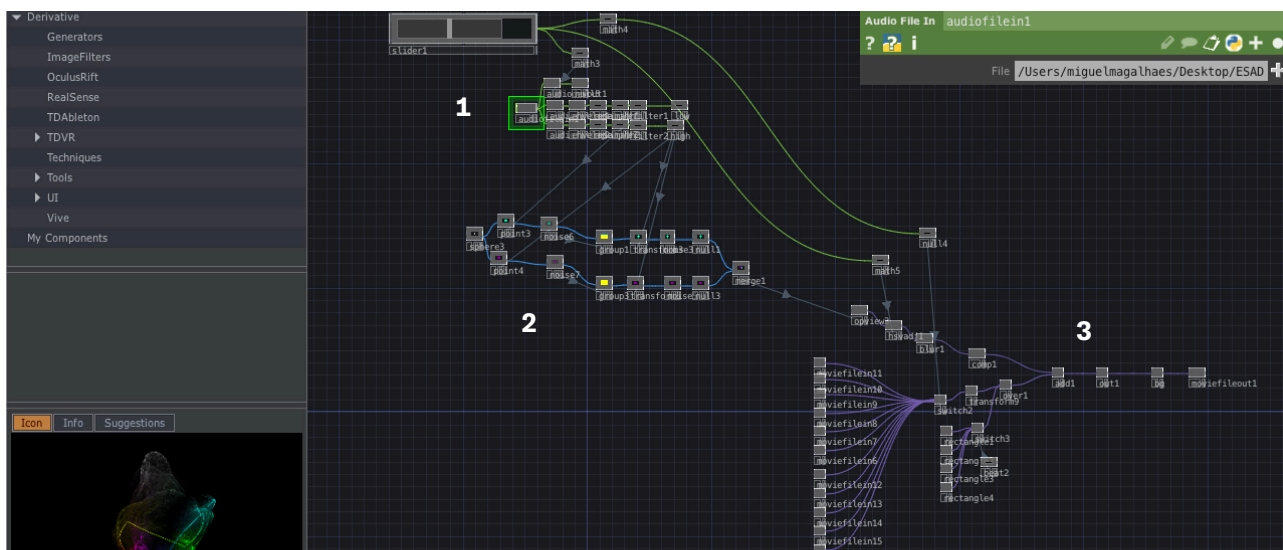 Derivative
Generators
ImageFilters
OculusRift
RealSense
TDAbleton
TDVR
Techniques
Tools
UI
Vive
My Components
Icon
Info
Suggestions
Audio File In
audiofilein1
? ? i
File
/Users/miguelmagalhaes/Desktop/ESAD
1
2
3
slider1
math4
math3
low
high
sphere3
point3
point4
noise6
noise7
group1
null1
group3
null3
merge1
null4
math5
blur1
comp1
add1
out1
bg
moviefileout1
over1
transform9
switch2
switch3
beat2
rectangle3
rectangle4
moviefilein11
moviefilein10
moviefilein9
moviefilein8
moviefilein7
moviefilein6
moviefilein12
moviefilein13
moviefilein14
moviefilein15